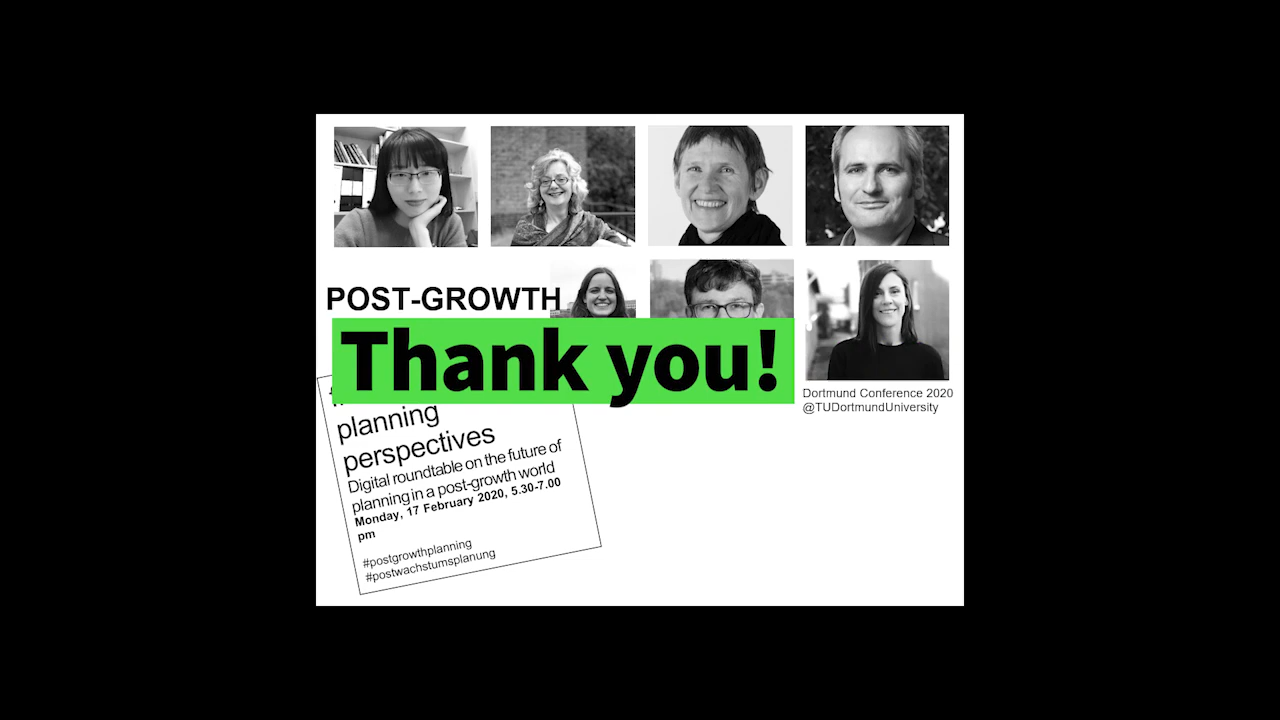 POST-GROWTH
Thank you!
planning
perspectives
Digital roundtable on the future of
planning in a post-growth world
Monday, 17 February 2020, 5.30-7.00
pm
#postgrowthplanning
#postwachstumsplanung
Dortmund Conference 2020
@TUDortmundUniversity